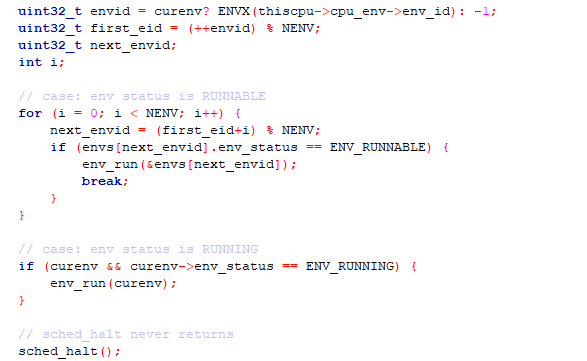 uint32_t envid = curenv? ENVX(thiscpu->cpu_env->env_id): -1;
uint32_t first_eid = (++envid) % NENV;
uint32_t next_envid;
int i;
// case: env status is RUNNABLE
for (i = 0; i < NENV; i++) {
    next_envid = (first_eid+i) % NENV;
    if (envs[next_envid].env_status == ENV_RUNNABLE) {
        env_run(&envs[next_envid]);
        break;
    }
}
// case: env status is RUNNING
if (curenv && curenv->env_status == ENV_RUNNING) {
    env_run(curenv);
}
// sched_halt never returns
sched_halt();